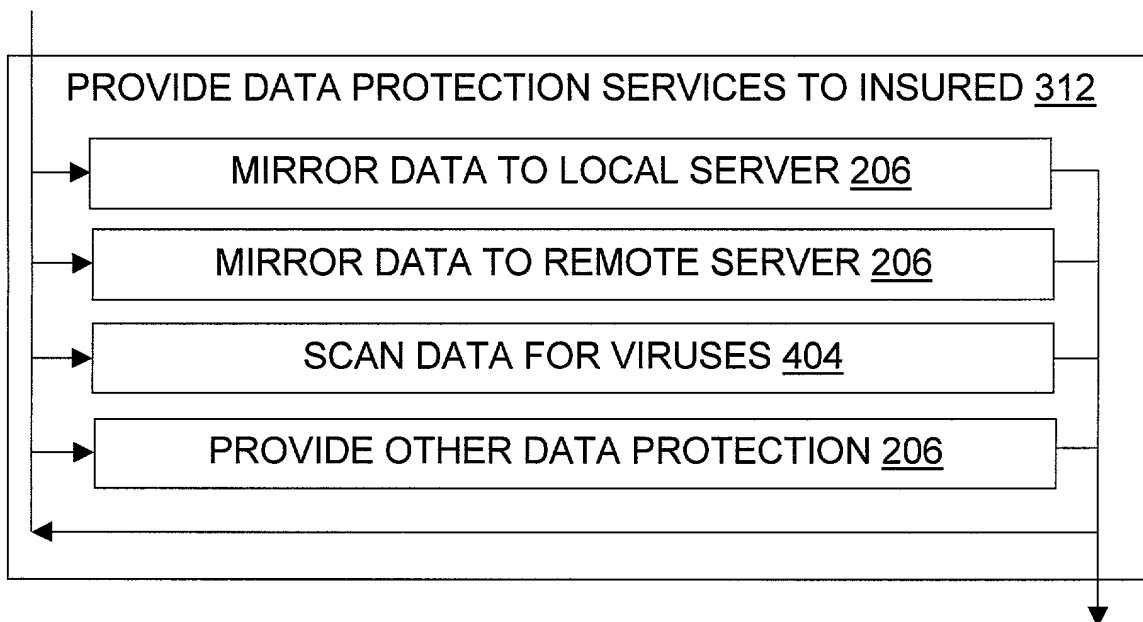 PROVIDE DATA PROTECTION SERVICES TO INSURED 312
MIRROR DATA TO LOCAL SERVER 206
MIRROR DATA TO REMOTE SERVER 206
SCAN DATA FOR VIRUSES 404
PROVIDE OTHER DATA PROTECTION 206